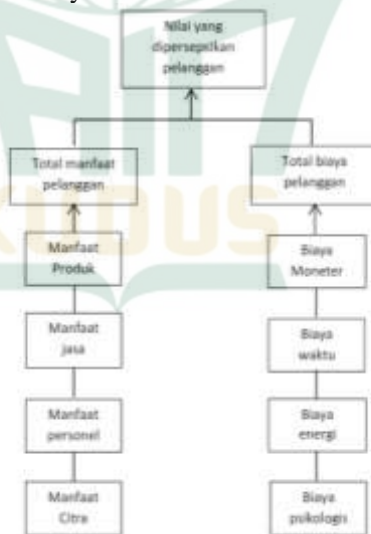 Nilai yang
dipersepsikan
pelanggan
Total manfaat
pelanggan
Total biaya
pelanggan
Manfaat
Produk
Biaya
Moneter
Manfaat
jasa
Biaya
waktu
Manfaat
personel
Biaya
energi
Manfaat
Citra
Biaya
psikologis
KUDUS